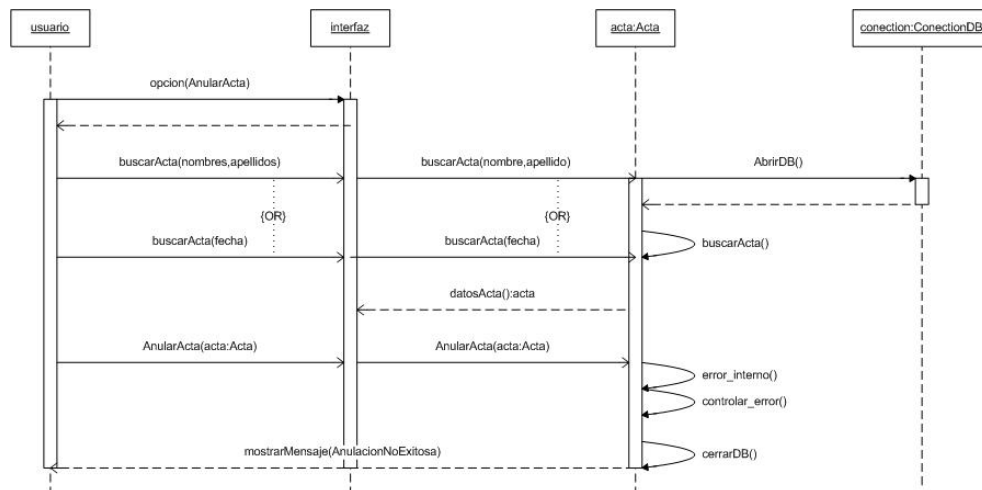 usuario
interfaz
acta:Acta
conection:ConectionDB
opcion(AnularActa)
buscarActa(nombres,apellidos)
buscarActa(nombre,apellido)
AbrirDB()
{OR}
{OR}
buscarActa(fecha)
buscarActa(fecha)
buscarActa()
datosActa():acta
AnularActa(acta:Acta)
AnularActa(acta:Acta)
error_interno()
controlar_error()
mostrarMensaje(AnulacionNoExitosa)
cerrarDB()